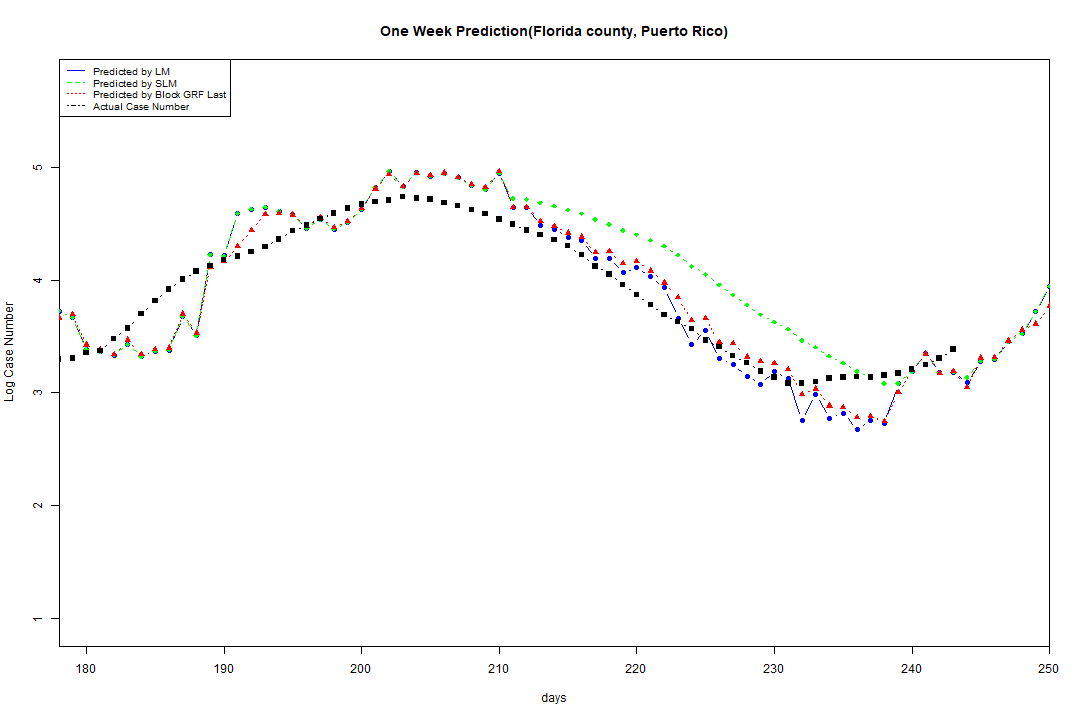 One Week Prediction(Florida county, Puerto Rico)
Predicted by LM
Predicted by SLM
Predicted by Block GRF Last
Actual Case Number
5
4
3
2
1
Log Case Number
180 190 200 210 220 230 240 250
days